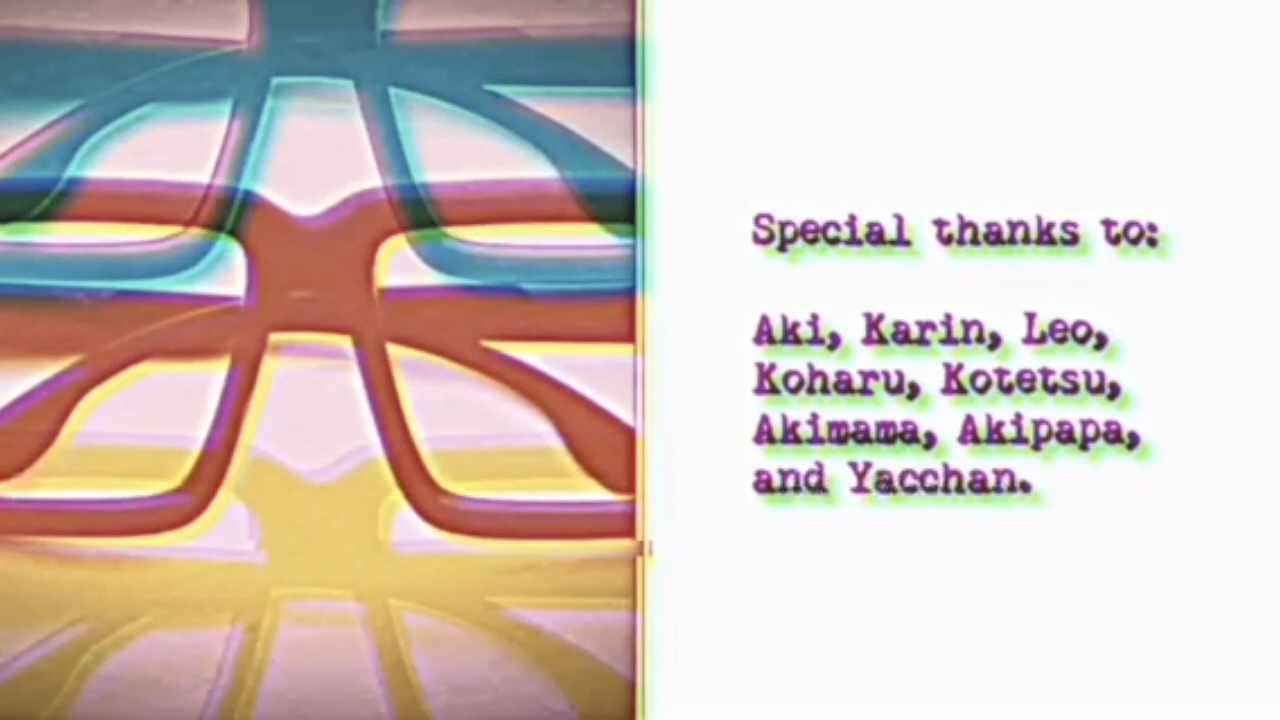 Special thanks to:
Aki, Karin, Leo,
Koharu, Kotetsu,
Akimama, Akipapa,
and Yacchan.